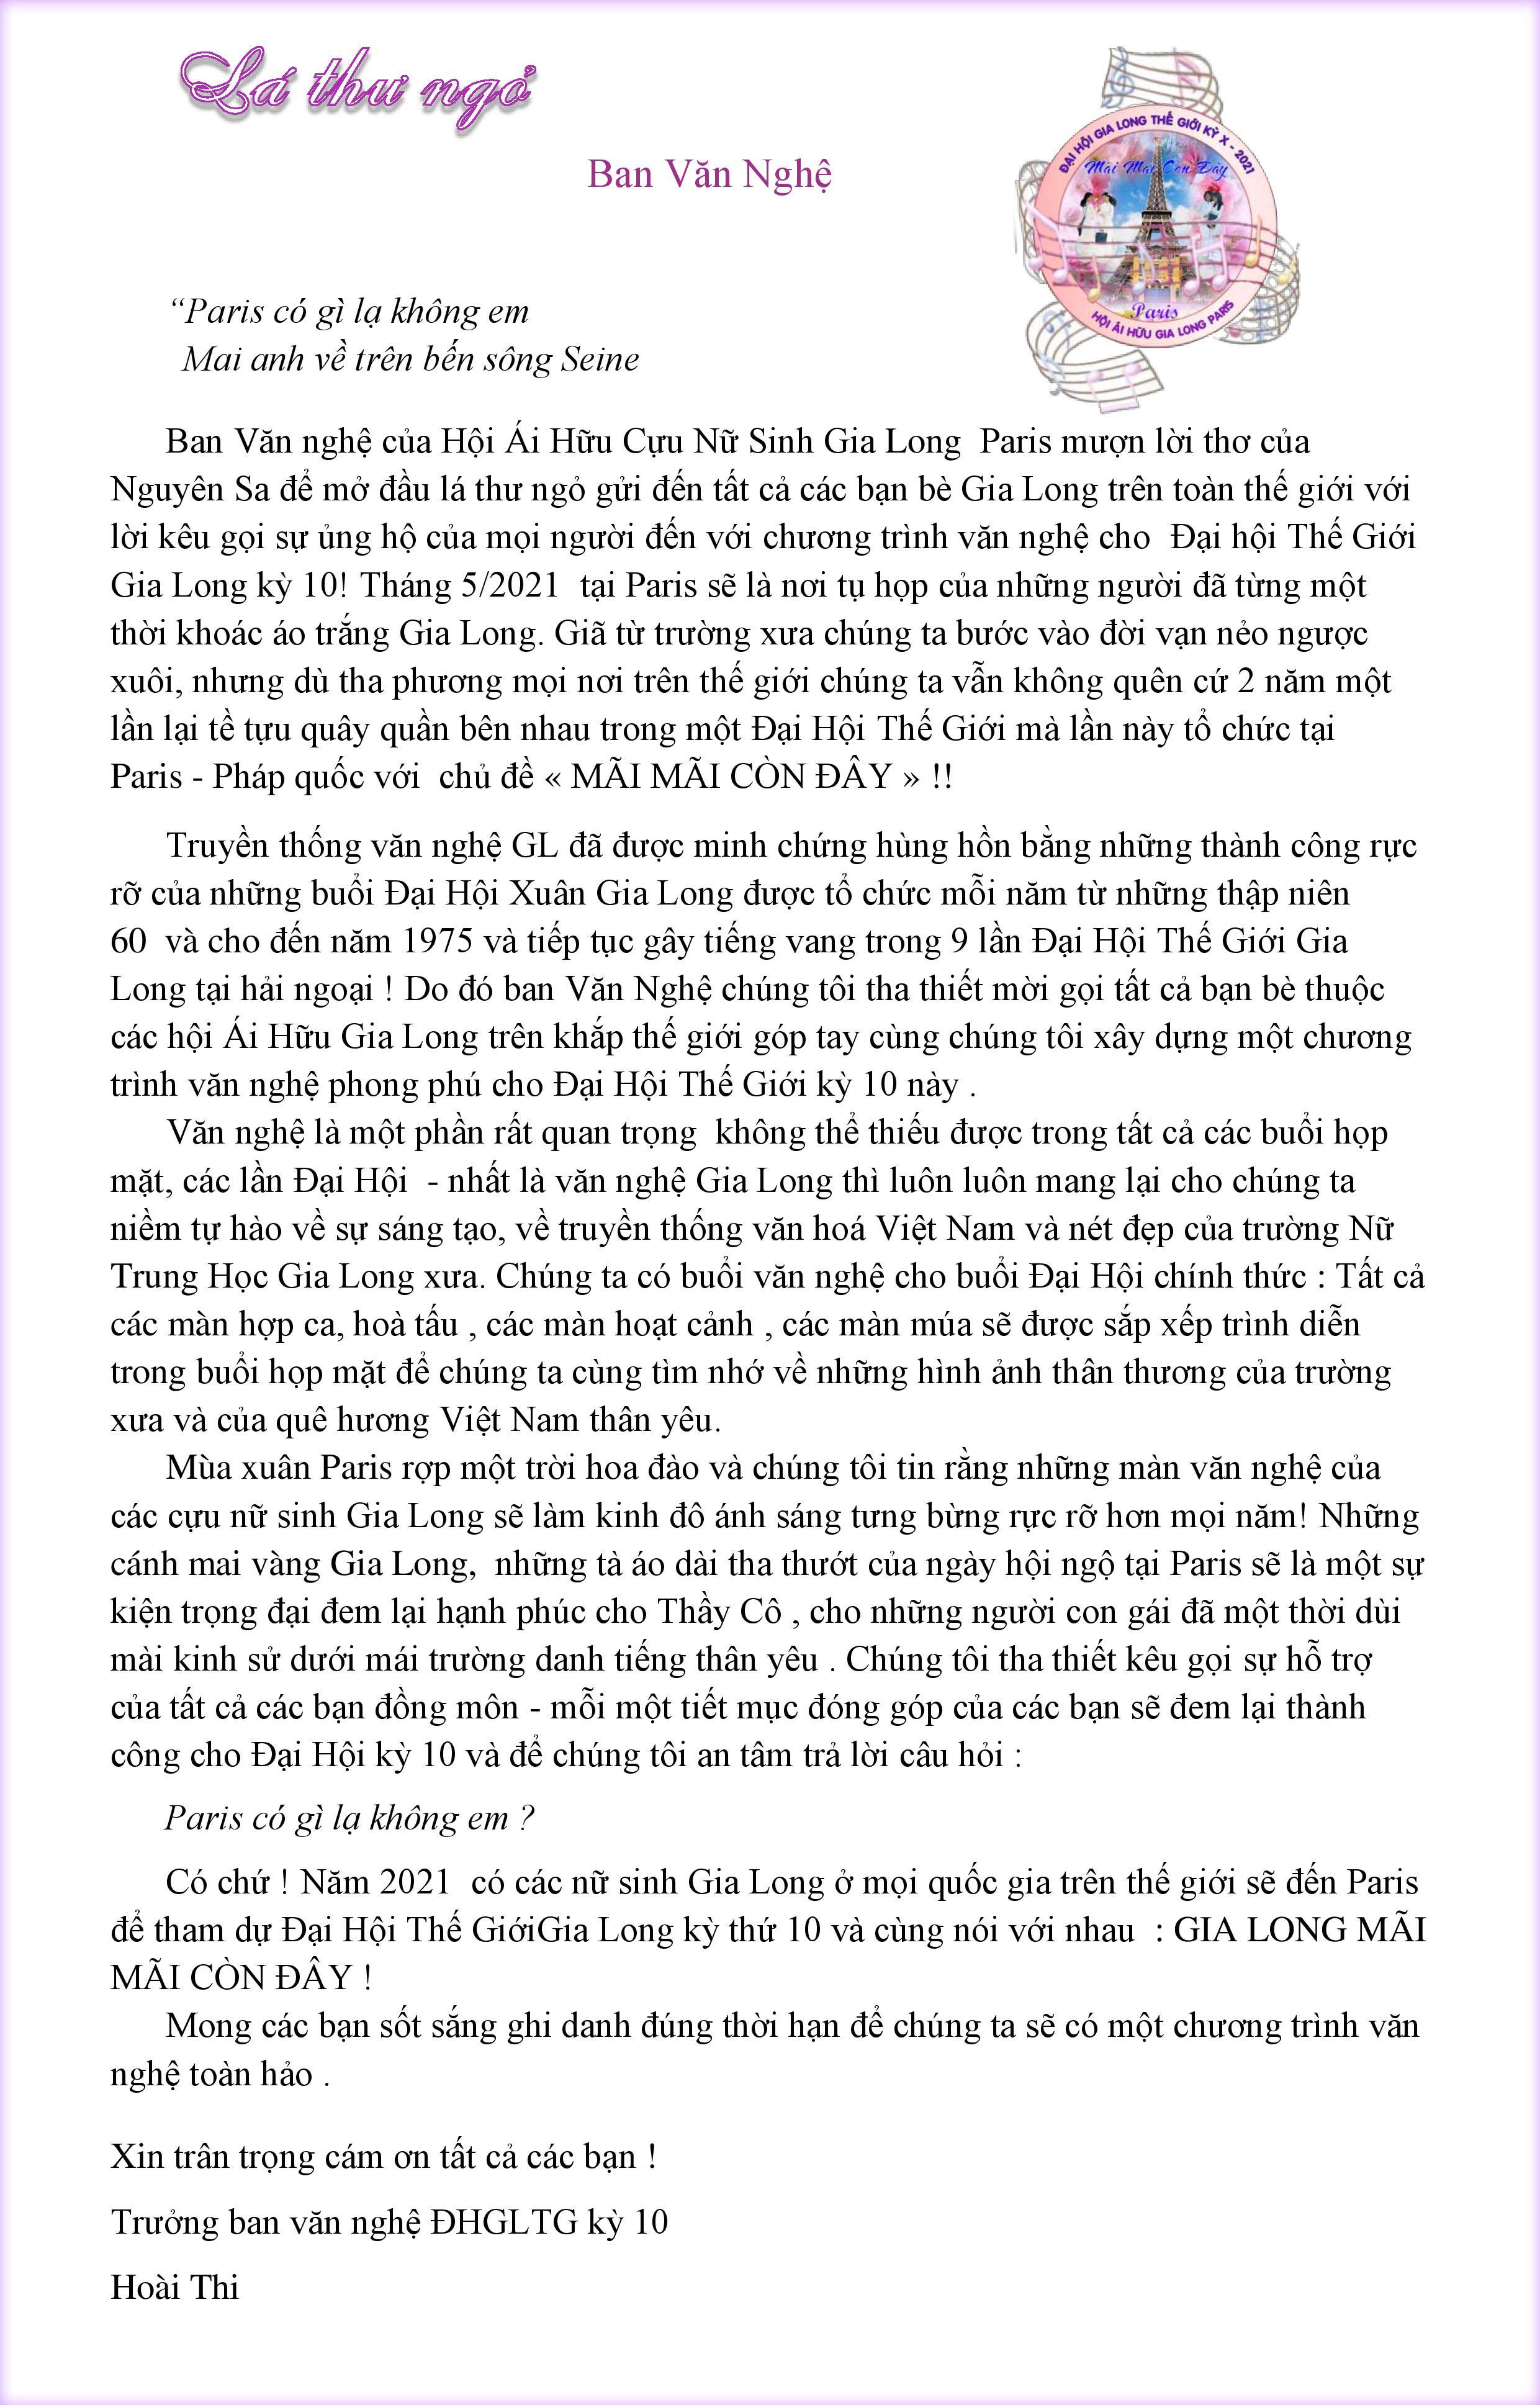 Lá thư ngỏ
Ban Văn Nghệ
ĐẠI HỘI GIA LONG THẾ GIỚI KỲ X - 2021
Mãi Mãi Còn Đây
Paris
HỘI ÁI HỮU GIA LONG PARIS
“Paris có gì lạ không em
Mai anh về trên bến sông Seine
Ban Văn nghệ của Hội Ái Hữu Cựu Nữ Sinh Gia Long  Paris mượn lời thơ của
Nguyên Sa để mở đầu lá thư ngỏ gửi đến tất cả các bạn bè Gia Long trên toàn thế giới với
lời kêu gọi sự ủng hộ của mọi người đến với chương trình văn nghệ cho  Đại hội Thế Giới
Gia Long kỳ 10! Tháng 5/2021  tại Paris sẽ là nơi tụ họp của những người đã từng một
thời khoác áo trắng Gia Long. Giã từ trường xưa chúng ta bước vào đời vạn nẻo ngược
xuôi, nhưng dù tha phương mọi nơi trên thế giới chúng ta vẫn không quên cứ 2 năm một
lần lại tề tựu quây quần bên nhau trong một Đại Hội Thế Giới mà lần này tổ chức tại
Paris - Pháp quốc với  chủ đề « MÃI MÃI CÒN ĐÂY » !!
Truyền thống văn nghệ GL đã được minh chứng hùng hồn bằng những thành công rực
rỡ của những buổi Đại Hội Xuân Gia Long được tổ chức mỗi năm từ những thập niên
60  và cho đến năm 1975 và tiếp tục gây tiếng vang trong 9 lần Đại Hội Thế Giới Gia
Long tại hải ngoại ! Do đó ban Văn Nghệ chúng tôi tha thiết mời gọi tất cả bạn bè thuộc
các hội Ái Hữu Gia Long trên khắp thế giới góp tay cùng chúng tôi xây dựng một chương
trình văn nghệ phong phú cho Đại Hội Thế Giới kỳ 10 này .
Văn nghệ là một phần rất quan trọng  không thể thiếu được trong tất cả các buổi họp
mặt, các lần Đại Hội  - nhất là văn nghệ Gia Long thì luôn luôn mang lại cho chúng ta
niềm tự hào về sự sáng tạo, về truyền thống văn hoá Việt Nam và nét đẹp của trường Nữ
Trung Học Gia Long xưa. Chúng ta có buổi văn nghệ cho buổi Đại Hội chính thức : Tất cả
các màn hợp ca, hoà tấu , các màn hoạt cảnh , các màn múa sẽ được sắp xếp trình diễn
trong buổi họp mặt để chúng ta cùng tìm nhớ về những hình ảnh thân thương của trường
xưa và của quê hương Việt Nam thân yêu.
Mùa xuân Paris rợp một trời hoa đào và chúng tôi tin rằng những màn văn nghệ của
các cựu nữ sinh Gia Long sẽ làm kinh đô ánh sáng tưng bừng rực rỡ hơn mọi năm! Những
cánh mai vàng Gia Long,  những tà áo dài tha thướt của ngày hội ngộ tại Paris sẽ là một sự
kiện trọng đại đem lại hạnh phúc cho Thầy Cô , cho những người con gái đã một thời dùi
mài kinh sử dưới mái trường danh tiếng thân yêu . Chúng tôi tha thiết kêu gọi sự hỗ trợ
của tất cả các bạn đồng môn - mỗi một tiết mục đóng góp của các bạn sẽ đem lại thành
công cho Đại Hội kỳ 10 và để chúng tôi an tâm trả lời câu hỏi :
Paris có gì lạ không em ?
Có chứ ! Năm 2021  có các nữ sinh Gia Long ở mọi quốc gia trên thế giới sẽ đến Paris
để tham dự Đại Hội Thế GiớiGia Long kỳ thứ 10 và cùng nói với nhau  : GIA LONG MÃI
MÃI CÒN ĐÂY !
Mong các bạn sốt sắng ghi danh đúng thời hạn để chúng ta sẽ có một chương trình văn
nghệ toàn hảo .
Xin trân trọng cám ơn tất cả các bạn !
Trưởng ban văn nghệ ĐHGLTG kỳ 10
Hoài Thi